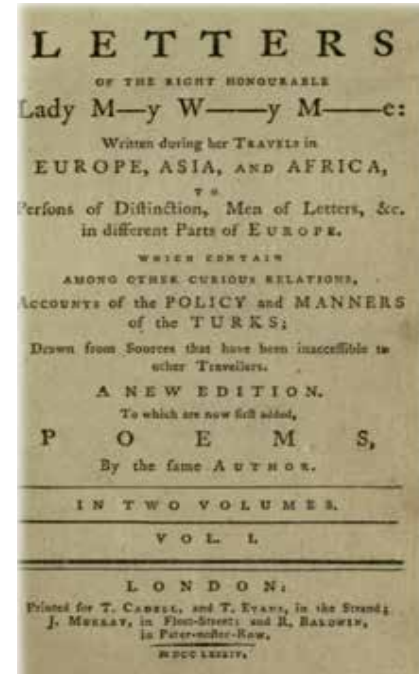 LETTERS
OF THE RIGHT HONOURABLE
Lady M—y W——y M——e:
Written during her TRAVELS in
EUROPE, ASIA, AND AFRICA,
TO
Perſons of Diſtinction, Men of Letters, &c.
in different Parts of EUROPE.
WHICH CONTAIN
AMONG OTHER CURIOUS RELATIONS,
ACCOUNTS of the POLICY and MANNERS
of the TURKS;
Drawn from Sources that have been inacceſſible to
other Travellers.
A NEW EDITION.
To which are now firſt added,
POEMS,
By the ſame AUTHOR.
IN TWO VOLUMES.
VOL. I.
LONDON:
Printed for T. CADELL, and T. EVANS, in the Strand;
J. MURRAY, in Fleet-Street; and R. BALDWIN,
in Pater-noſter-Row.
MDCCLXXXIV.